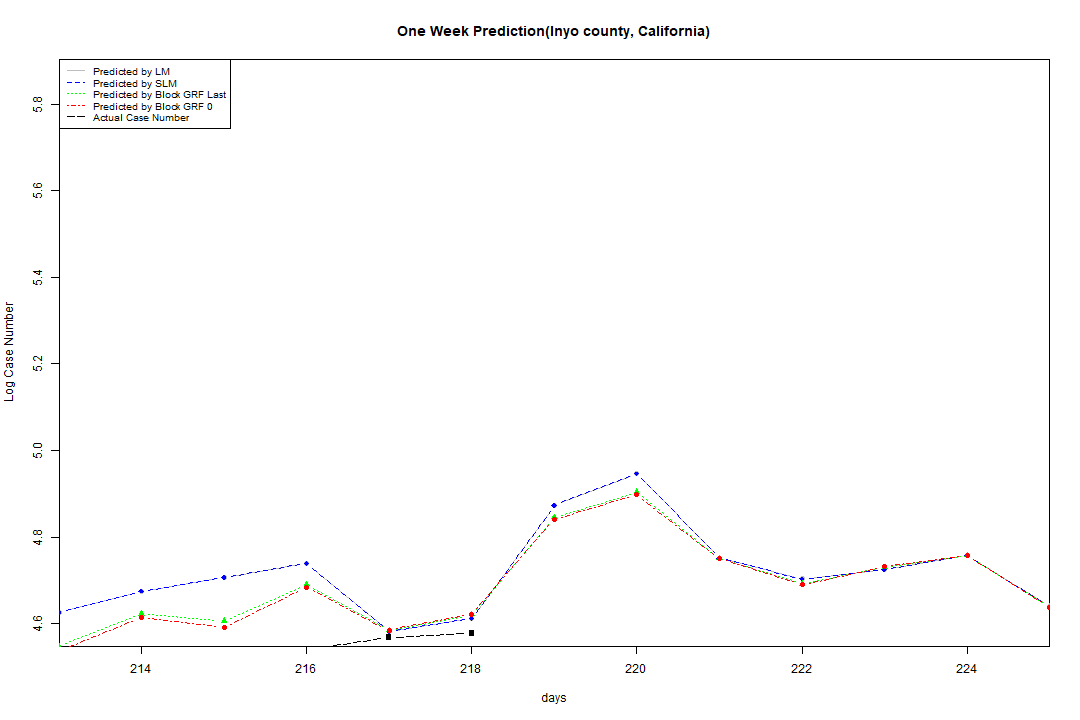 One Week Prediction(Inyo county, California)
Predicted by LM
Predicted by SLM
Predicted by Block GRF Last
Predicted by Block GRF 0
Actual Case Number
5.8
5.6
5.4
5.2
5.0
4.8
4.6
Log Case Number
214 216 218 220 222 224
days